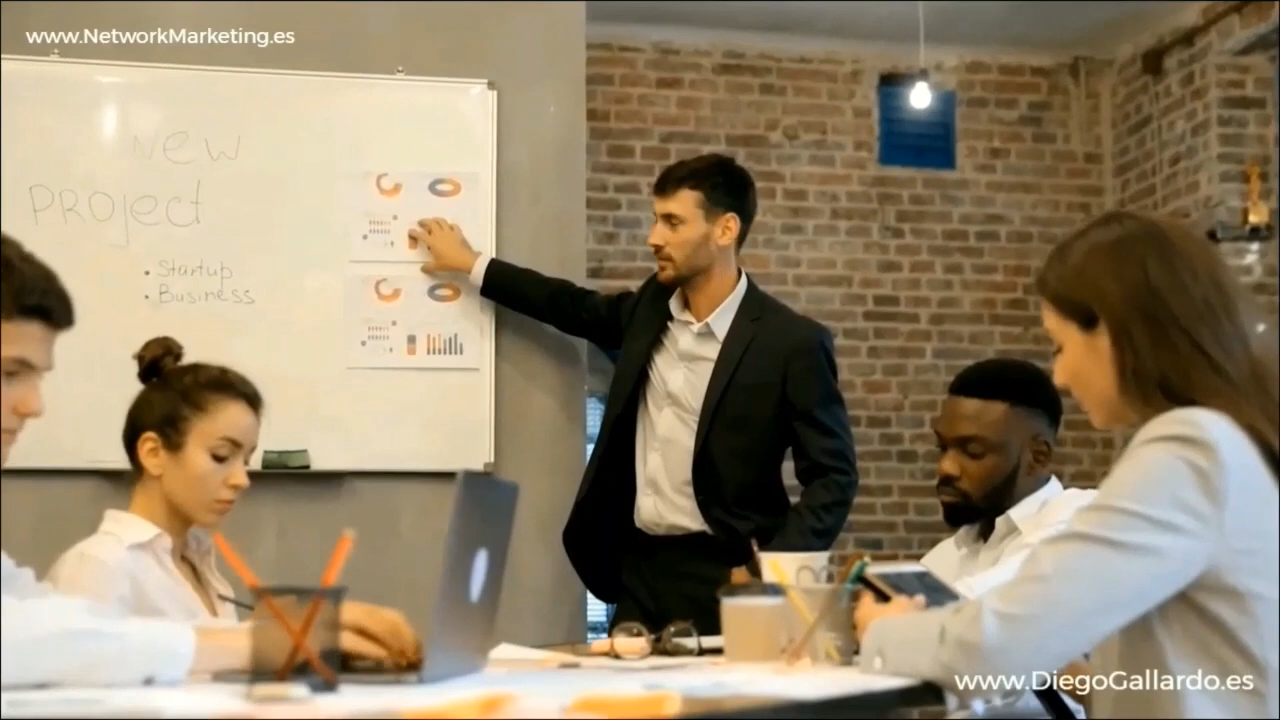 www.NetworkMarketing.es
New
PROject
• Startup
• Business
www.DiegoGallardo.es